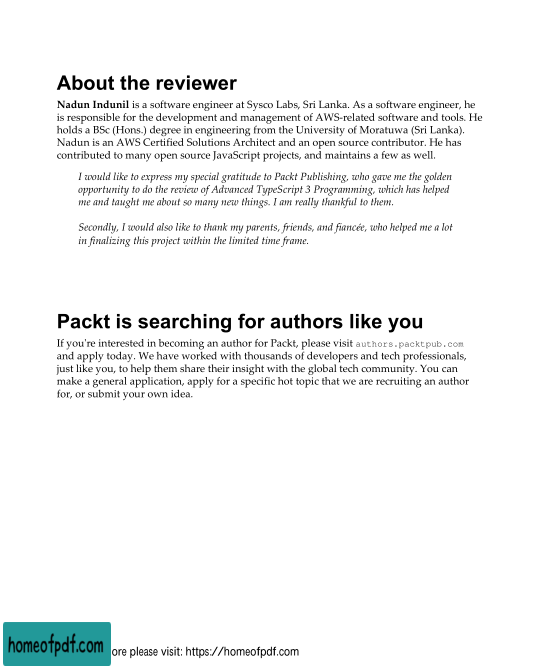 About the reviewer
Nadun Indunil is a software engineer at Sysco Labs, Sri Lanka. As a software engineer, he
is responsible for the development and management of AWS-related software and tools. He
holds a BSc (Hons.) degree in engineering from the University of Moratuwa (Sri Lanka).
Nadun is an AWS Certified Solutions Architect and an open source contributor. He has
contributed to many open source JavaScript projects, and maintains a few as well.
I would like to express my special gratitude to Packt Publishing, who gave me the golden
opportunity to do the review of Advanced TypeScript 3 Programming, which has helped
me and taught me about so many new things. I am really thankful to them.
Secondly, I would also like to thank my parents, friends, and fiancée, who helped me a lot
in finalizing this project within the limited time frame.
Packt is searching for authors like you
If you're interested in becoming an author for Packt, please visit authors.packtpub.com
and apply today. We have worked with thousands of developers and tech professionals,
just like you, to help them share their insight with the global tech community. You can
make a general application, apply for a specific hot topic that we are recruiting an author
for, or submit your own idea.
homeofpdf.com ore please visit: https://homeofpdf.com